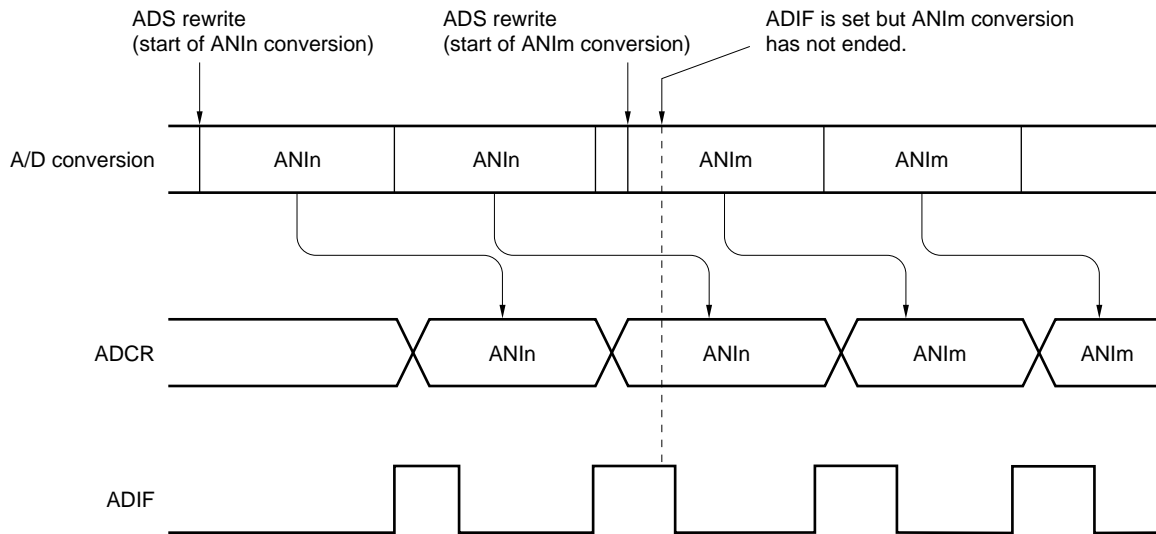 ADS rewrite
(start of ANIn conversion)
ADS rewrite
(start of ANIm conversion)
ADIF is set but ANIm conversion
has not ended.
A/D conversion
ANIn
ANIn
ANIm
ANIm
ADCR
ANIn
ANIn
ANIm
ANIm
ADIF